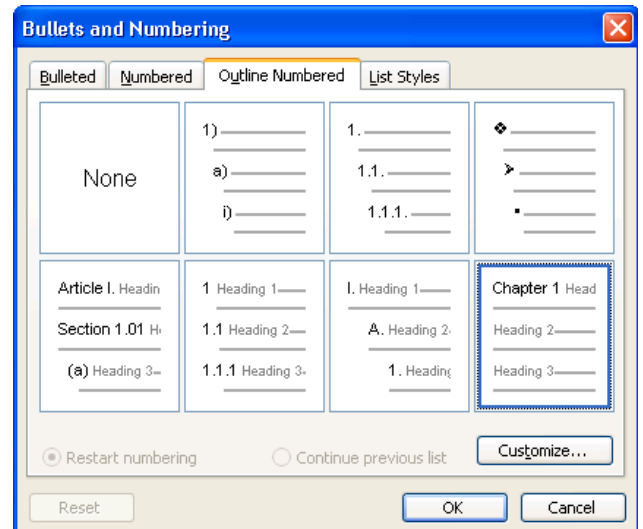 Bullets and Numbering
Bulleted Numbered Outline Numbered List Styles
None
1)
a)
i)
1.
1.1.
1.1.1.
Article I. Headin
Section 1.01 H
(a) Heading 3
1 Heading 1
1.1 Heading 2
1.1.1 Heading 3
I. Heading 1
A. Heading 2
1. Heading
Chapter 1 Head
Heading 2
Heading 3
Restart numbering Continue previous list Customize...
Reset OK Cancel